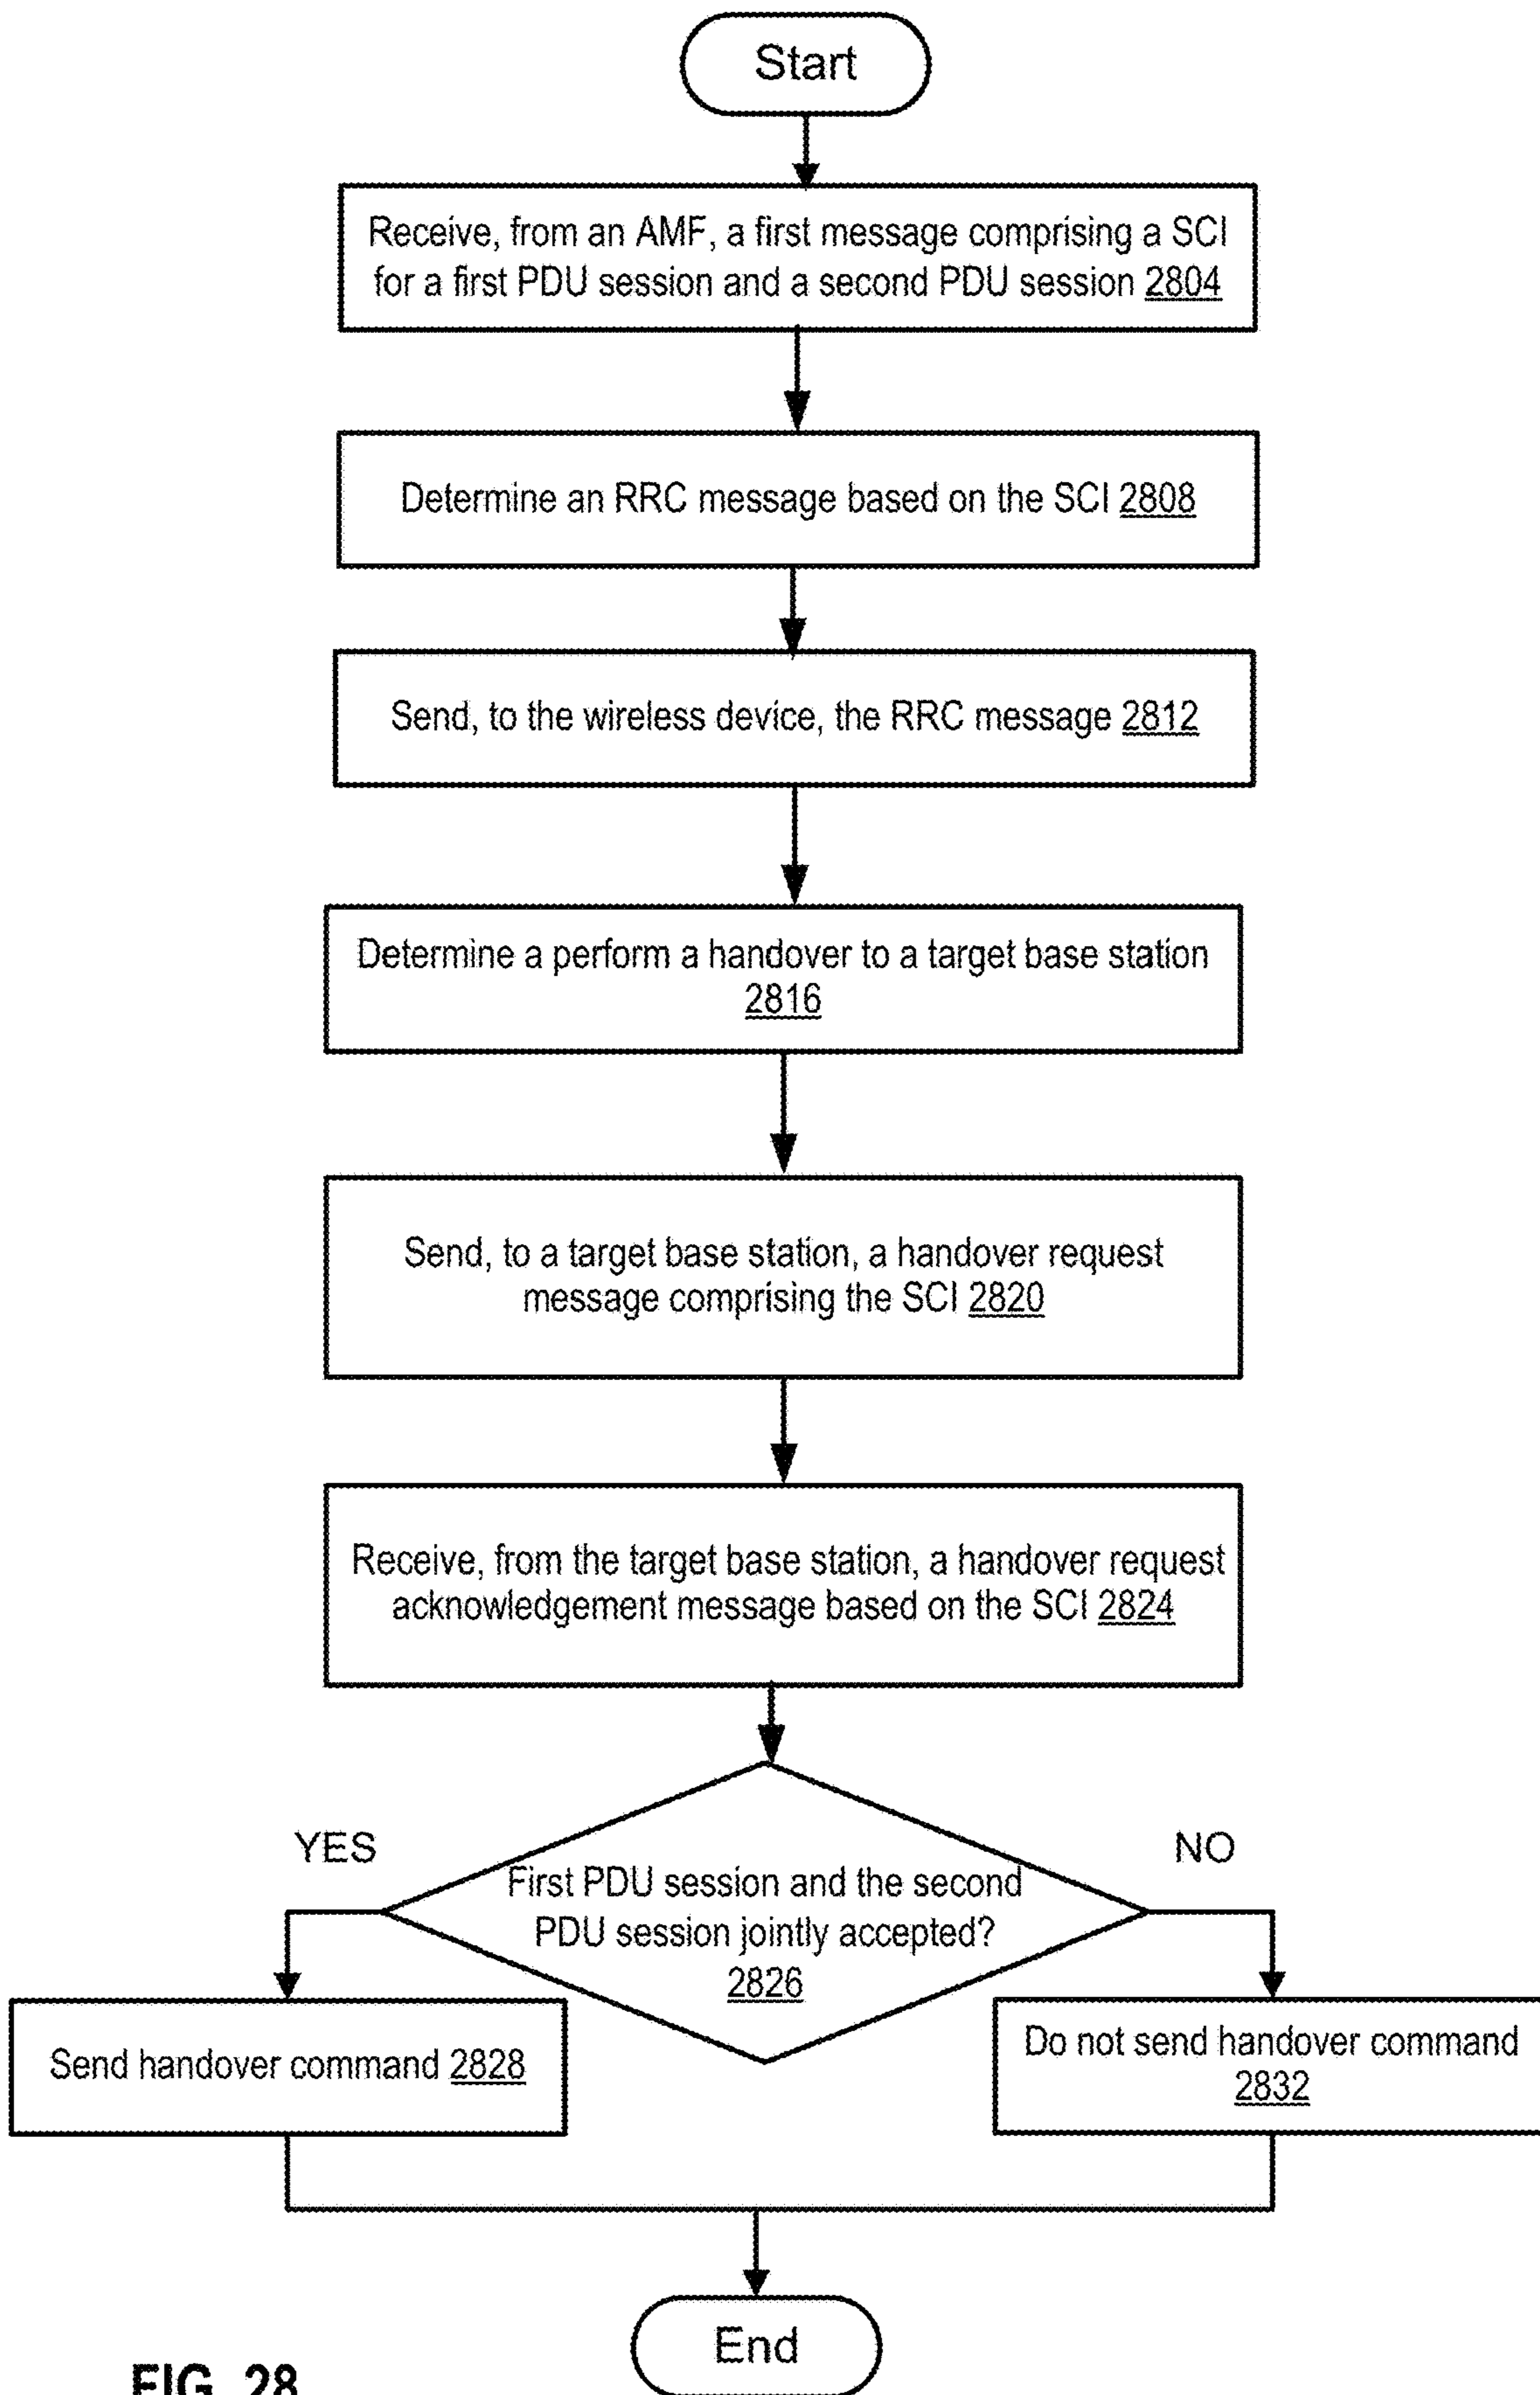 Start
Receive, from an AMF, a first message comprising a SCI
for a first PDU session and a second PDU session 2804
Determine an RRC message based on the SCI 2808
Send, to the wireless device, the RRC message 2812
Determine a perform a handover to a target base station
2816
Send, to a target base station, a handover request
message comprising the SCI 2820
Receive, from the target base station, a handover request
acknowledgement message based on the SCI 2824
YES
NO
First PDU session and the second
PDU session jointly accepted?
2826
Send handover command 2828
Do not send handover command
2832
End
FIG. 28